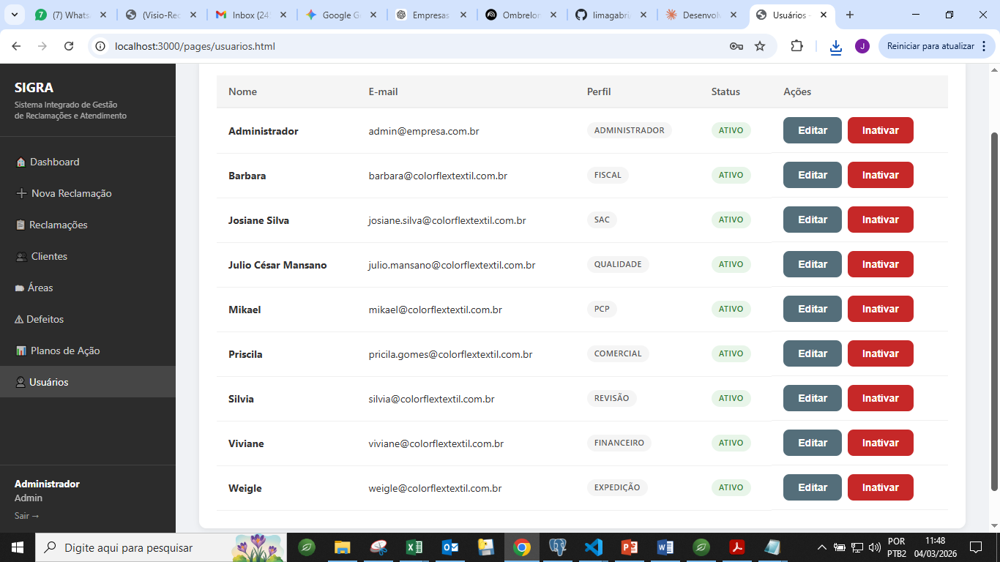 (7) Whats
(Visio-Rec
Inbox (24
Google G
Empresas
Ombrelor
limagabri
Desenvolv
Usuários -
localhost:3000/pages/usuarios.html
J
Reiniciar para atualizar
SIGRA
Sistema Integrado de Gestão
de Reclamações e Atendimento
Dashboard
Nova Reclamação
Reclamações
Clientes
Áreas
Defeitos
Planos de Ação
Usuários
Administrador
Admin
Sair →
Nome E-mail Perfil Status Ações
Administrador admin@empresa.com.br ADMINISTRADOR ATIVO Editar Inativar
Barbara barbara@colorflextextil.com.br FISCAL ATIVO Editar Inativar
Josiane Silva josiane.silva@colorflextextil.com.br SAC ATIVO Editar Inativar
Julio César Mansano julio.mansano@colorflextextil.com.br QUALIDADE ATIVO Editar Inativar
Mikael mikael@colorflextextil.com.br PCP ATIVO Editar Inativar
Priscila pricila.gomes@colorflextextil.com.br COMERCIAL ATIVO Editar Inativar
Silvia silvia@colorflextextil.com.br REVISÃO ATIVO Editar Inativar
Viviane viviane@colorflextextil.com.br FINANCEIRO ATIVO Editar Inativar
Weigle weigle@colorflextextil.com.br EXPEDIÇÃO ATIVO Editar Inativar
Digite aqui para pesquisar
POR
PTB2
11:48
04/03/2026